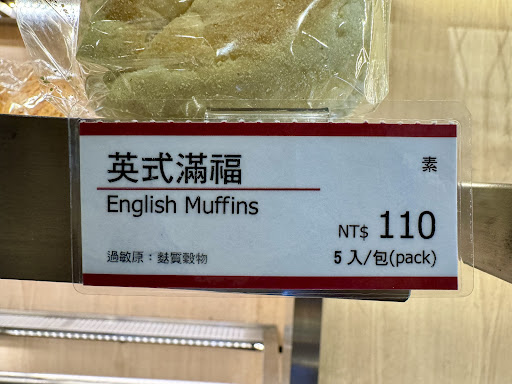 英式滿福
素
English Muffins
NT$ 110
過敏康：麩質穀物
5 入/包(pack)